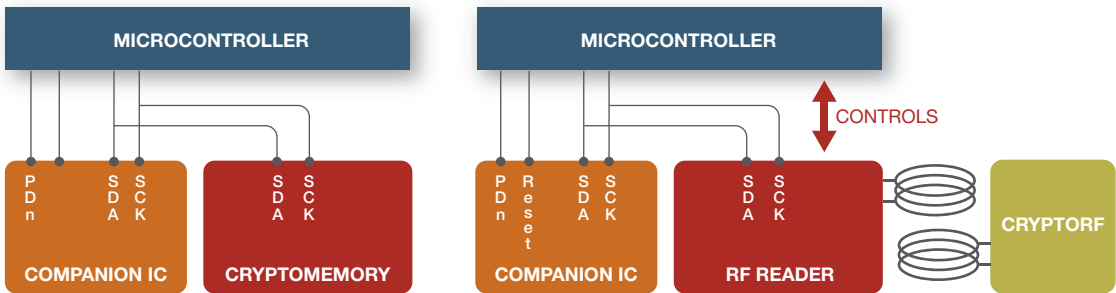 MICROCONTROLLER
PDn
SDA
SCK
COMPANION IC
SDA
SCK
CRYPTOMEMORY
MICROCONTROLLER
CONTROLS
PDn
Reset
SDA
SCK
COMPANION IC
SDA
SCK
RF READER
CRYPTORF